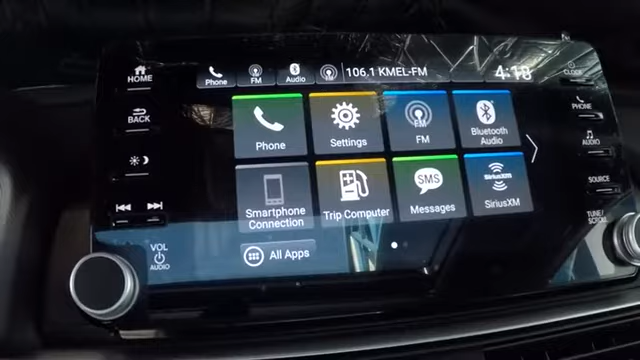 HOME
Phone
FM
Audio
106.1 KMEL-FM
4:18
CLOCK
BACK
PHONE
AUDIO
SOURCE
TUNE/
SCROLL
VOL
AUDIO
Phone
Settings
FM
FM
Bluetooth
Audio
Smartphone
Connection
Trip Computer
SMS
Messages
SiriusXM
SiriusXM
All Apps